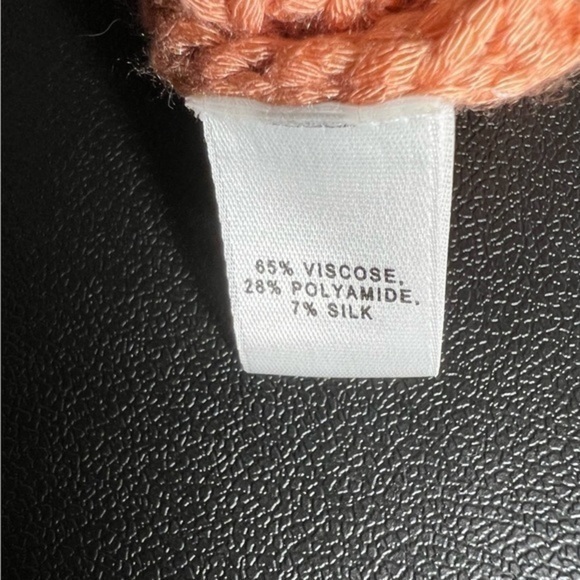 65% VISCOSE,
28% POLYAMIDE,
7% SILK